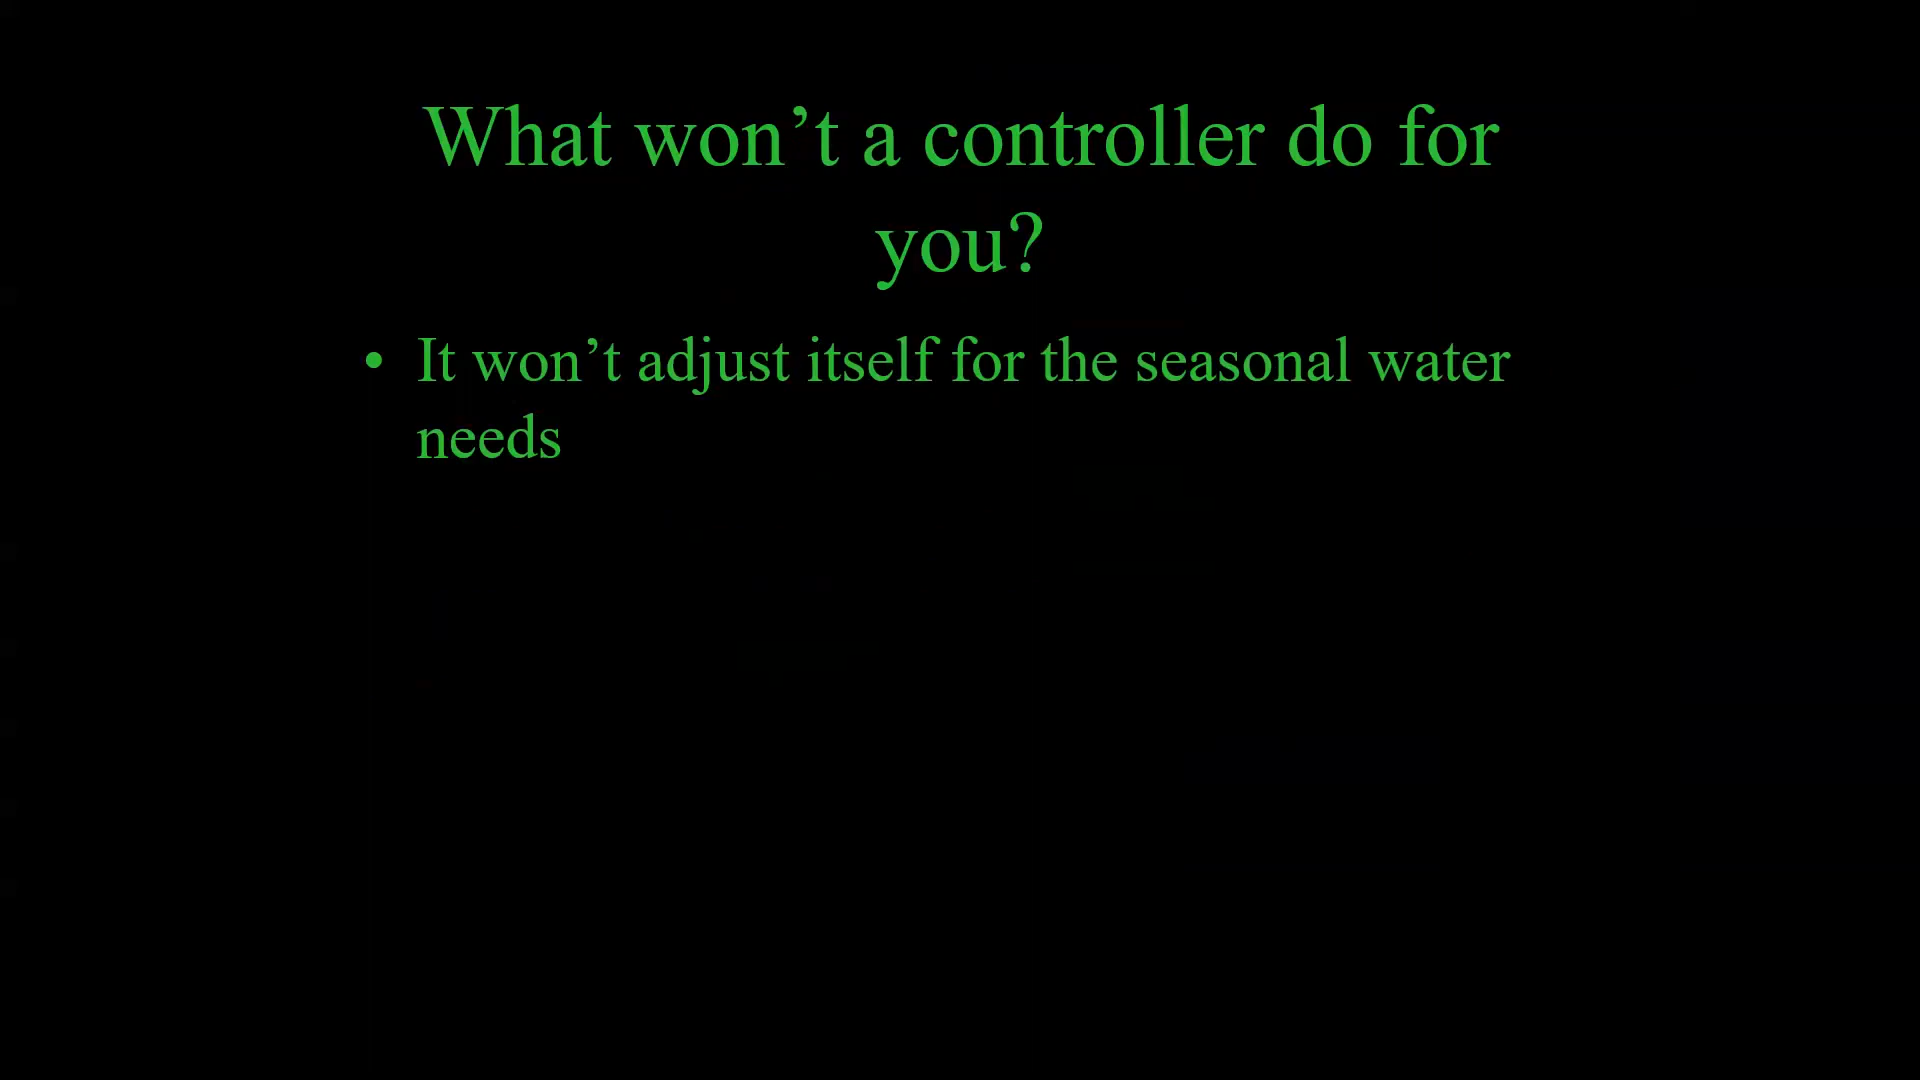 What won’t a controller do for
you?
• It won’t adjust itself for the seasonal water
needs